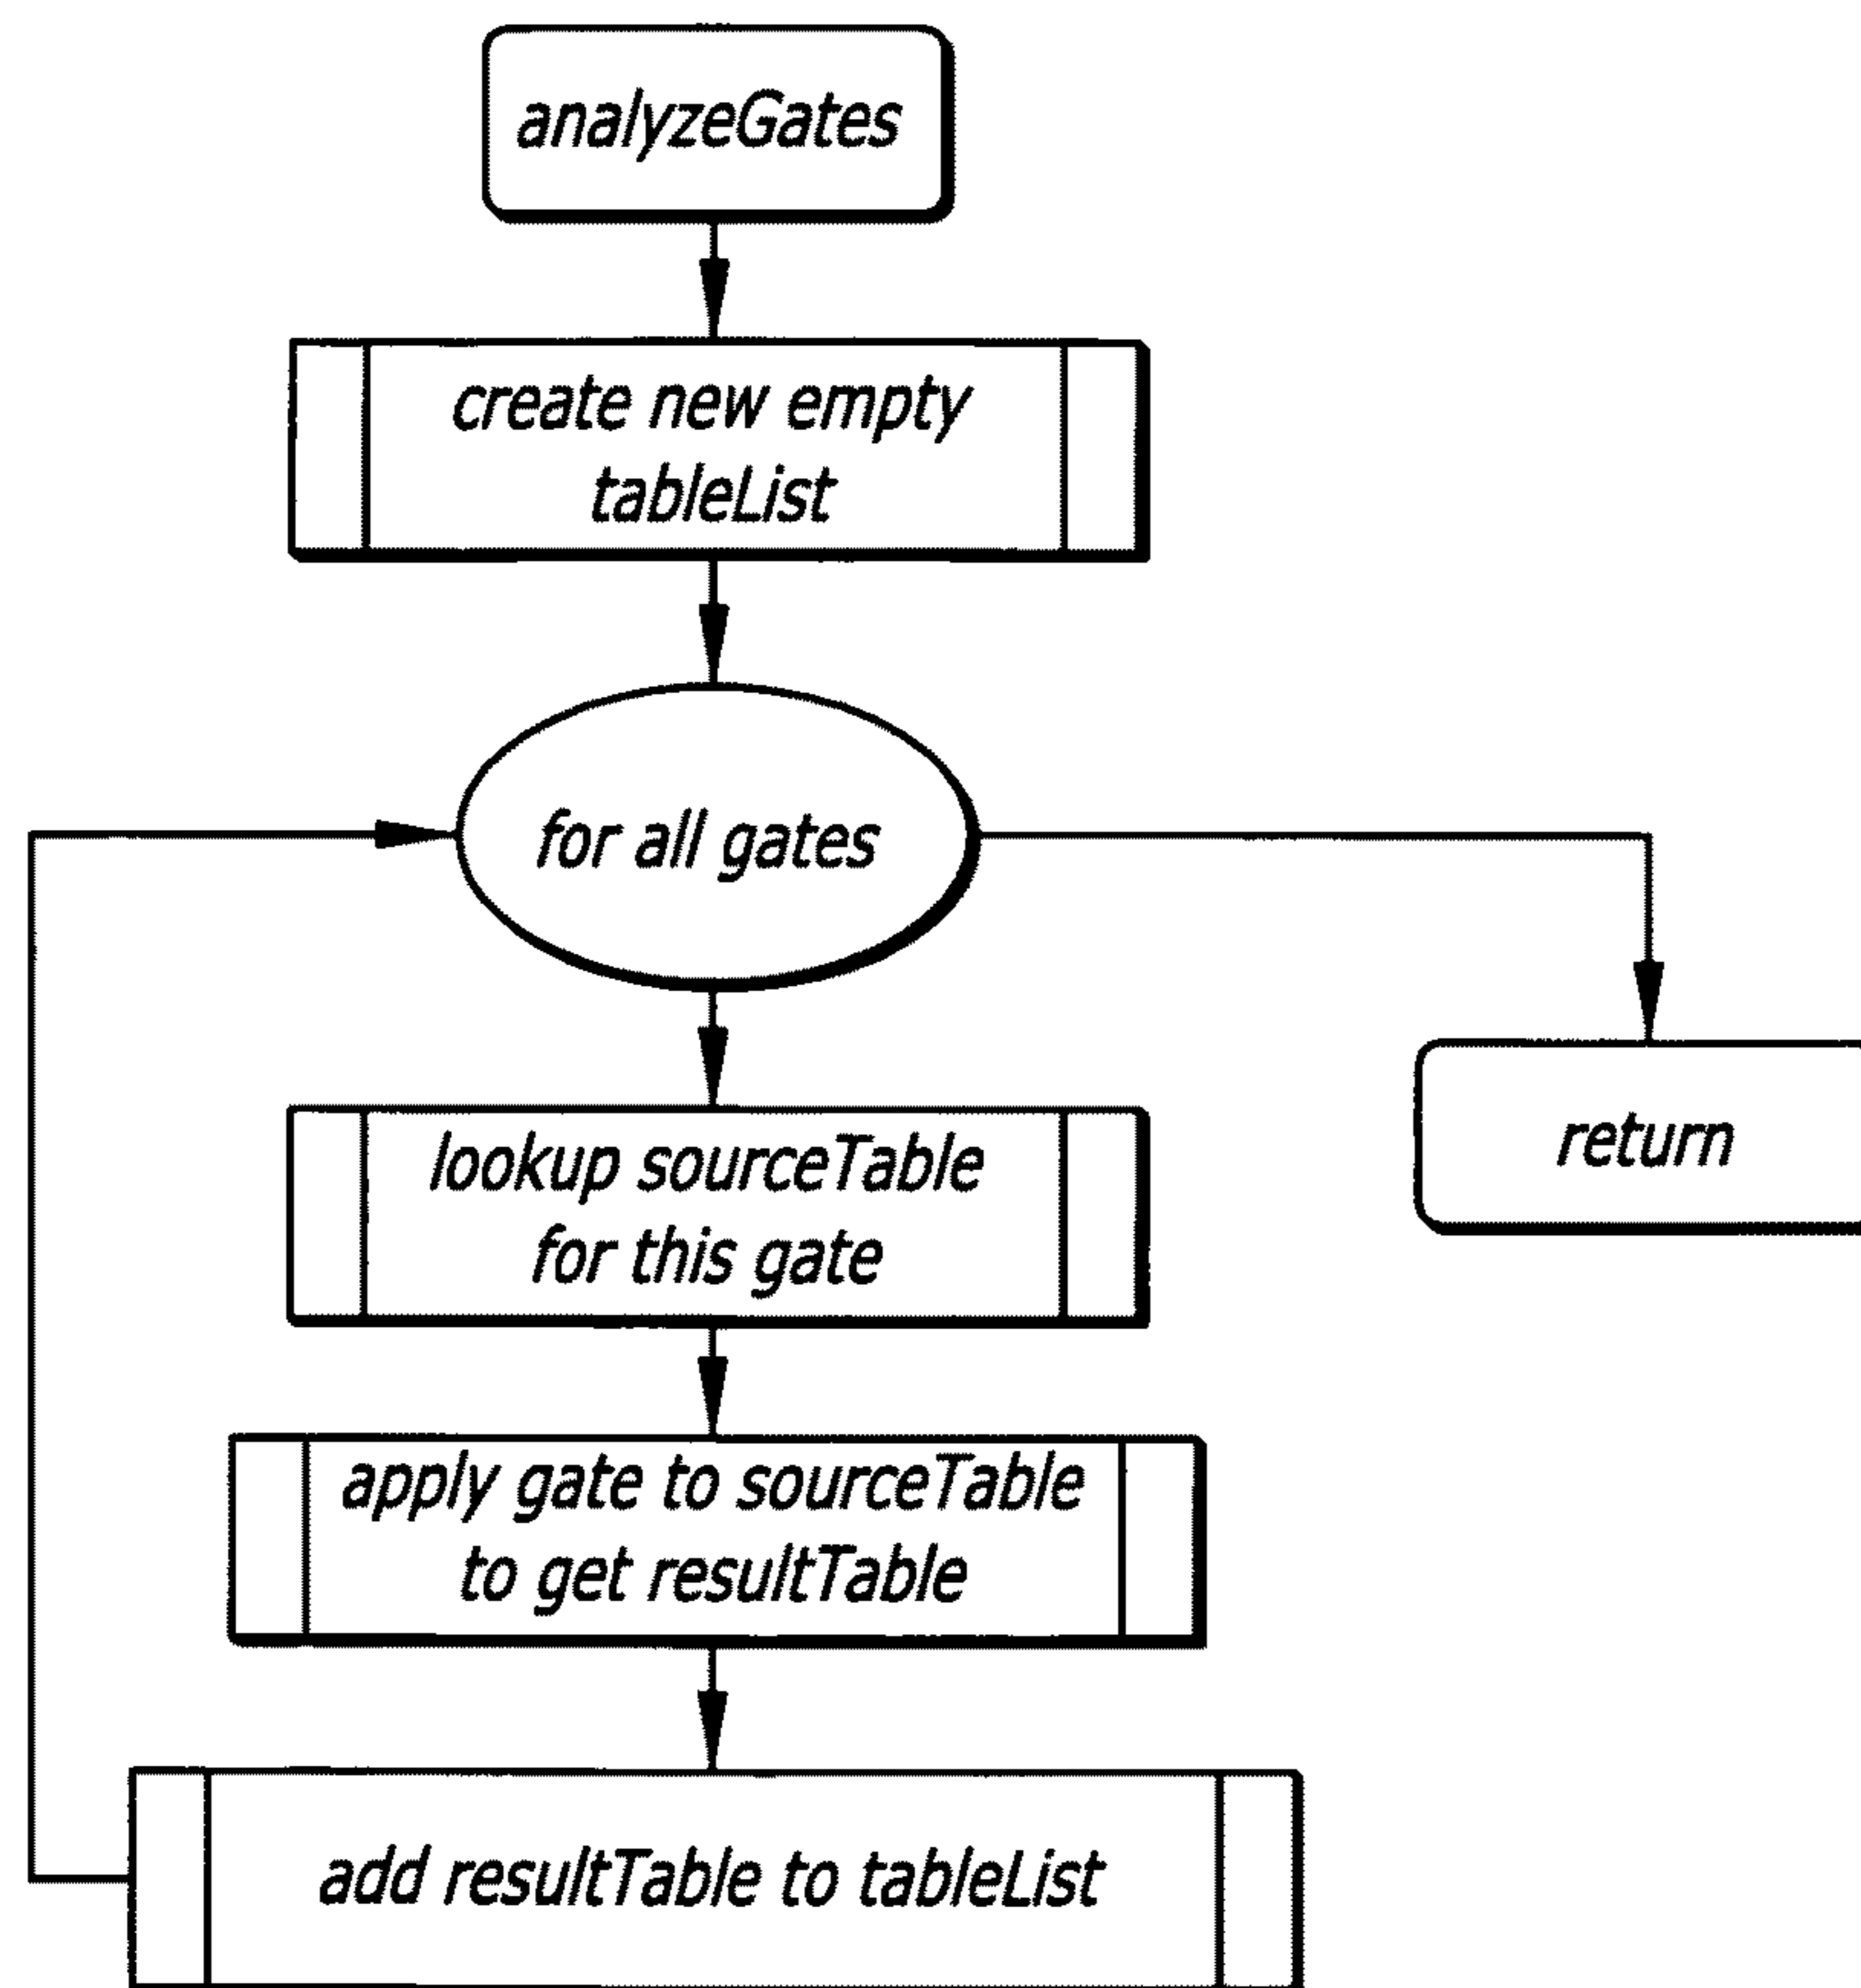 analyzeGates
create new empty
tableList
for all gates
lookup sourceTable
for this gate
return
apply gate to sourceTable
to get resultTable
add resultTable to tableList